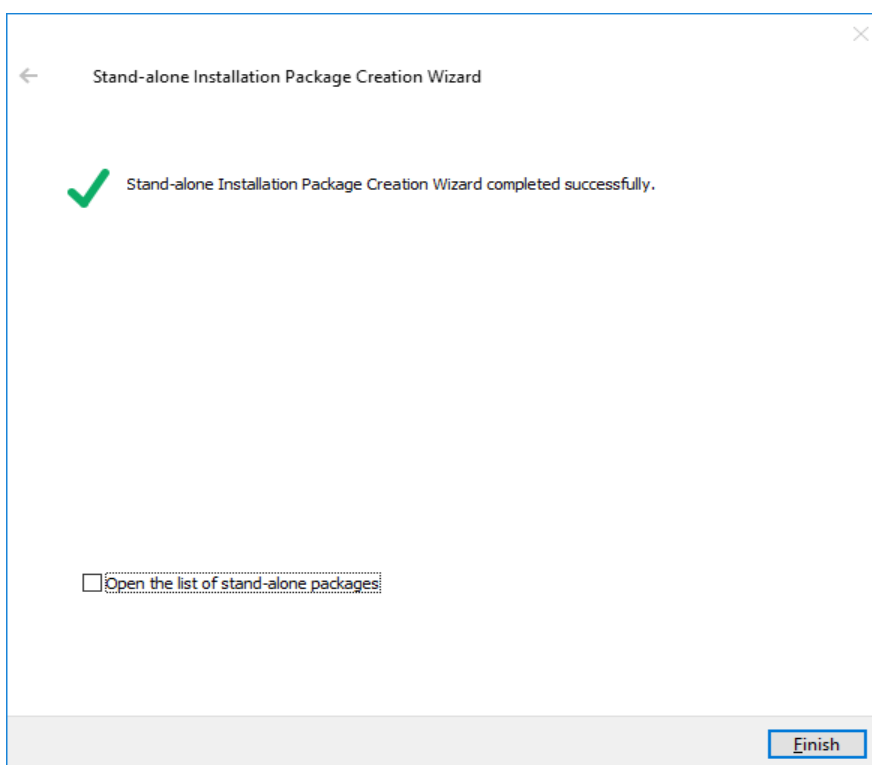 Stand-alone Installation Package Creation Wizard
Stand-alone Installation Package Creation Wizard completed successfully.
Open the list of stand-alone packages
Finish